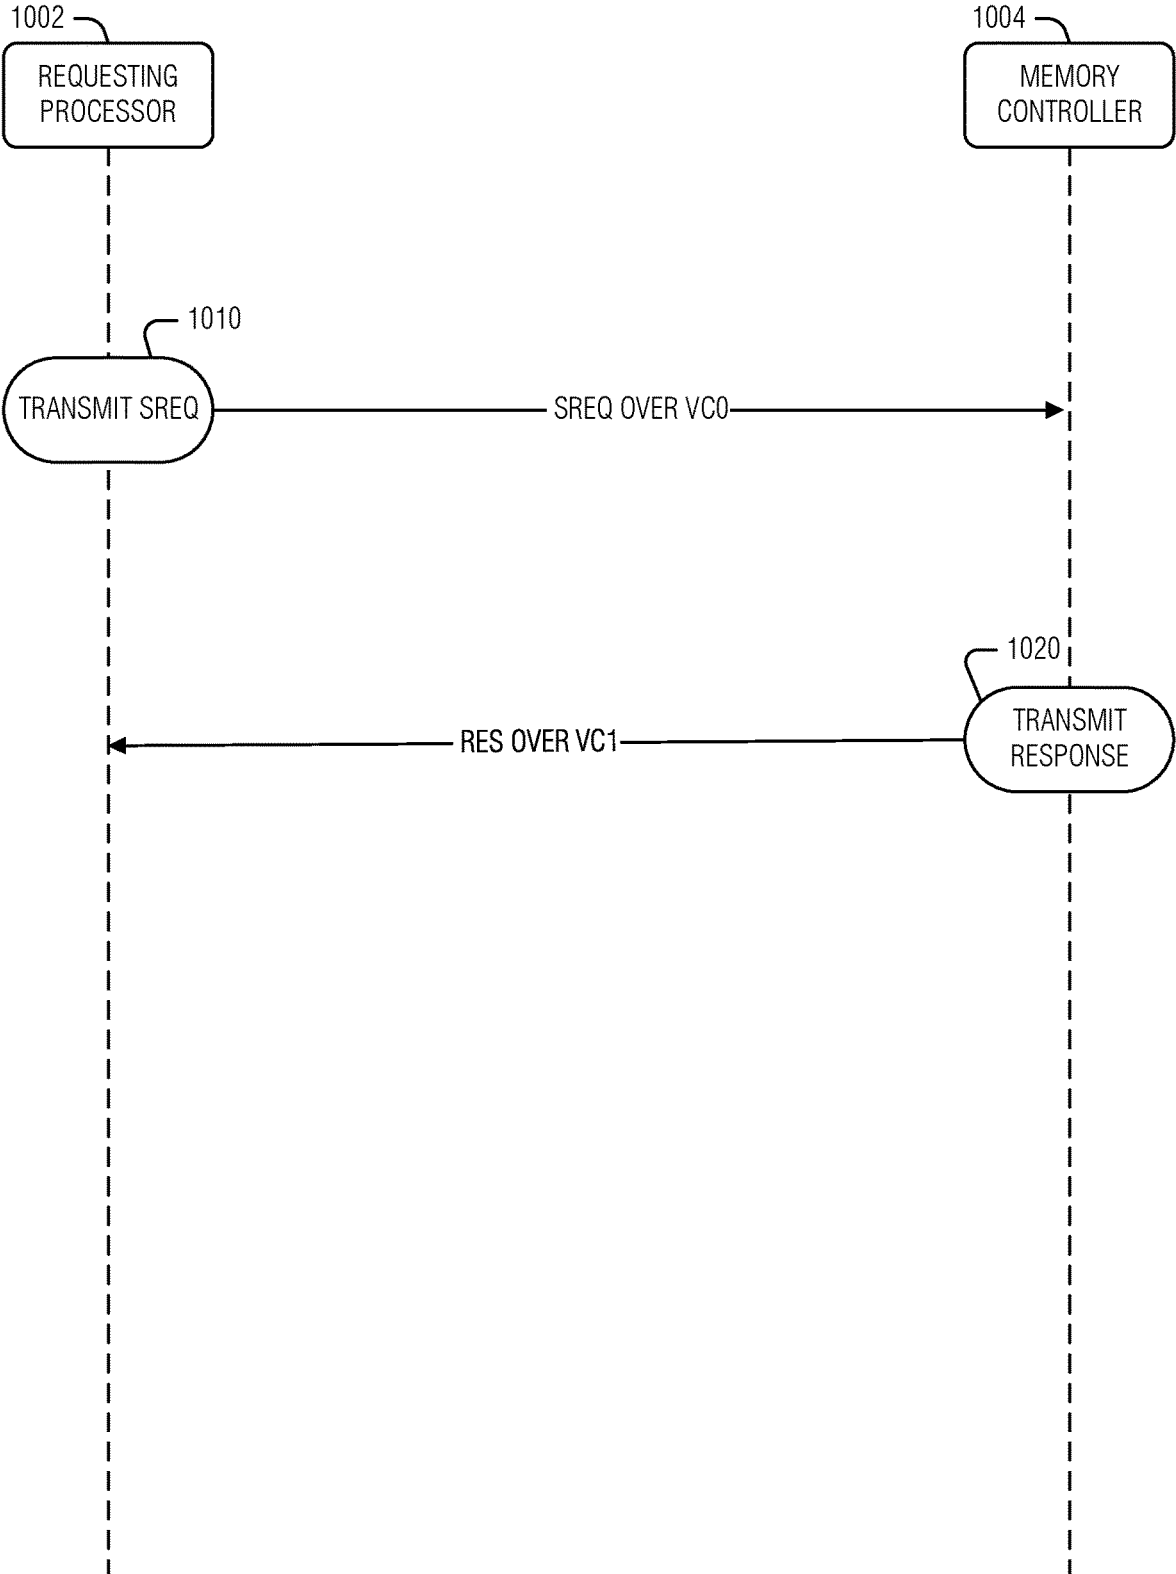 1002
1004
REQUESTING
PROCESSOR
MEMORY
CONTROLLER
1010
TRANSMIT SREQ
SREQ OVER VC0
1020
TRANSMIT
RESPONSE
RES OVER VC1